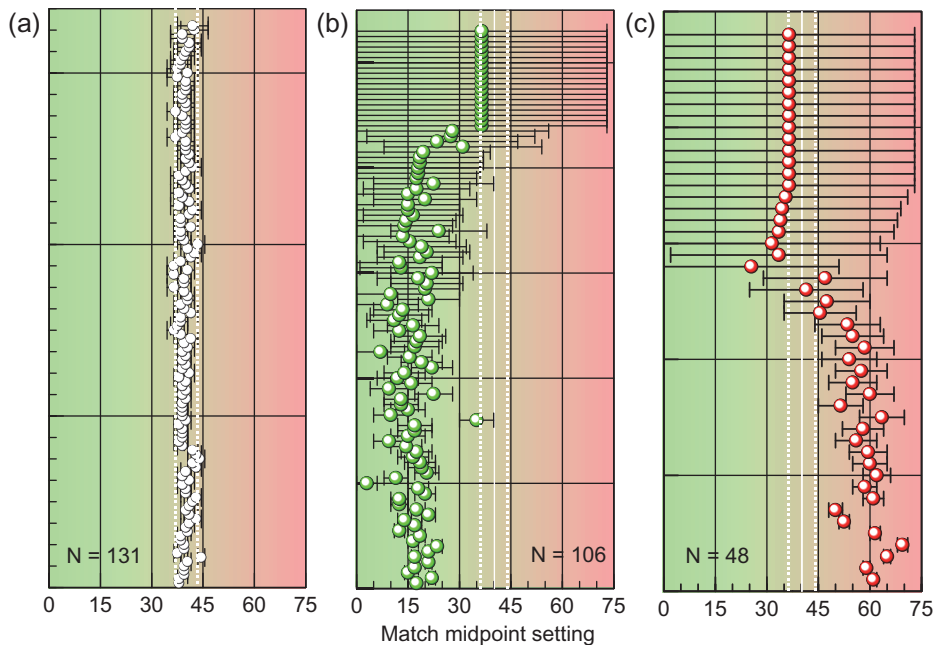 (a) (b) (c)
N = 131 N = 106 N = 48
0 15 30 45 60 75 0 15 30 45 60 75 0 15 30 45 60 75
Match midpoint setting